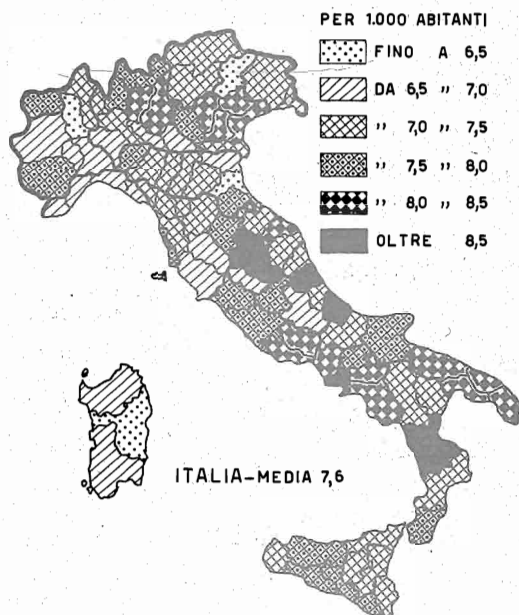 PER 1.000 ABITANTI
FINO A 6,5
DA 6,5 „ 7,0
„ 7,0 „ 7,5
„ 7,5 „ 8,0
„ 8,0 „ 8,5
OLTRE 8,5
ITALIA–MEDIA 7,6